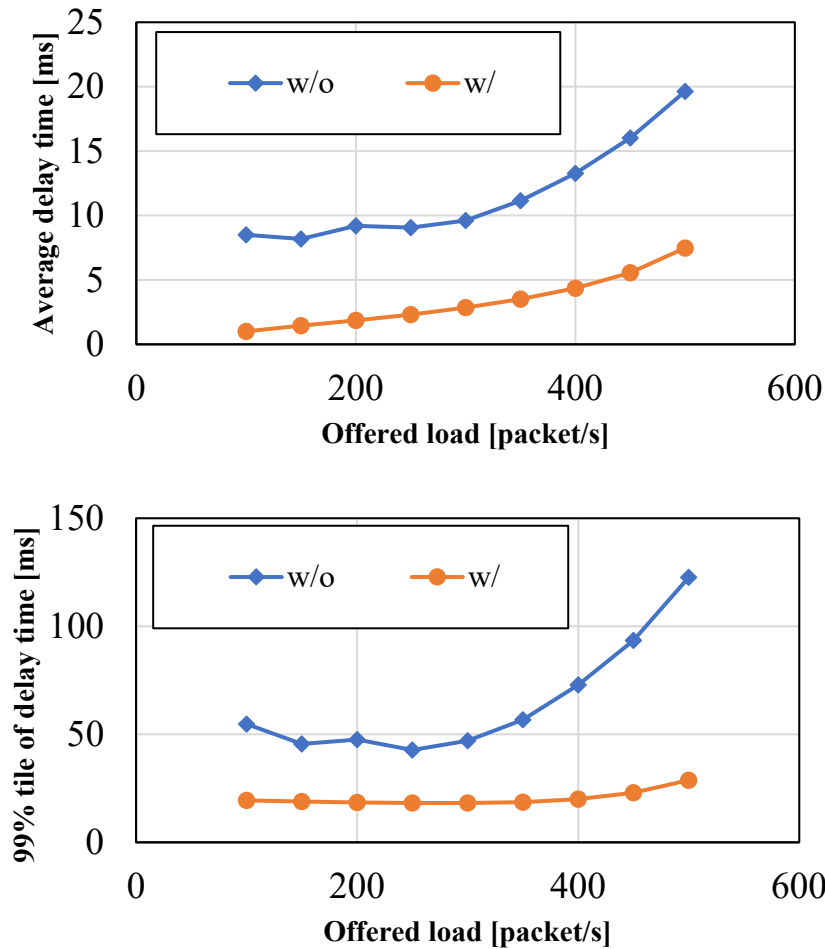 25
20
15
10
5
0
Average delay time [ms]
w/o w/
0 200 400 600
Offered load [packet/s]
150
100
50
0
99% tile of delay time [ms]
w/o w/
0 200 400 600
Offered load [packet/s]